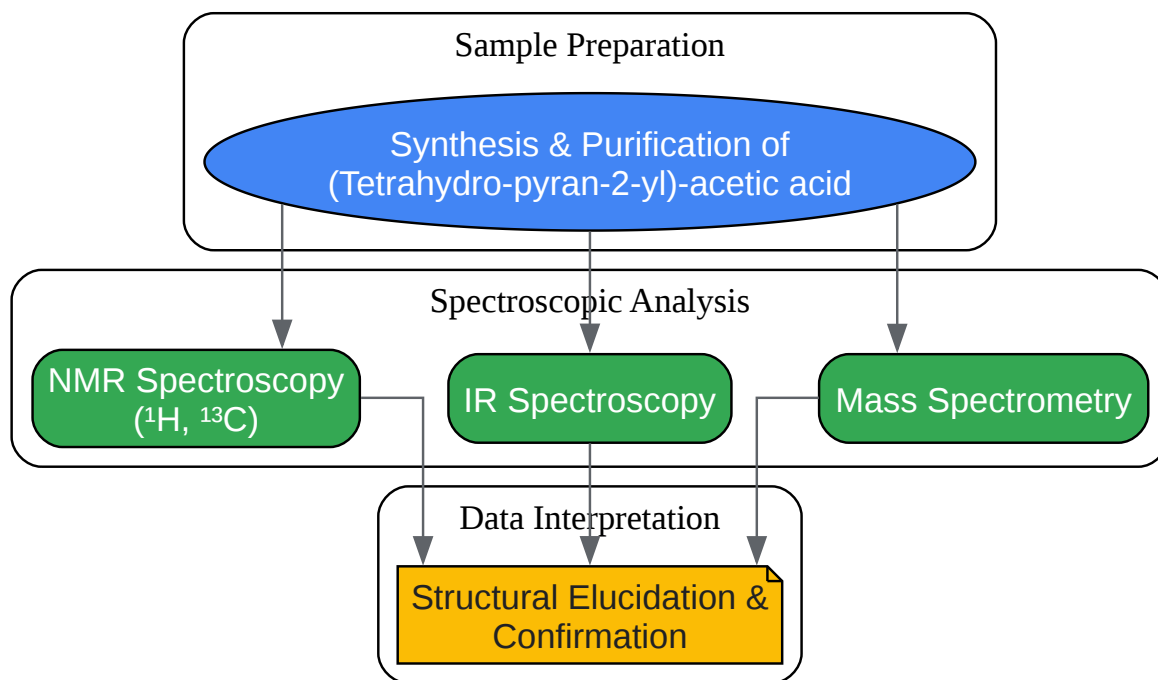 Sample Preparation
Synthesis & Purification of
(Tetrahydro-pyran-2-yl)-acetic acid
Spectroscopic Analysis
NMR Spectroscopy
(¹H, ¹³C)
IR Spectroscopy
Mass Spectrometry
Data Interpretation
Structural Elucidation &
Confirmation